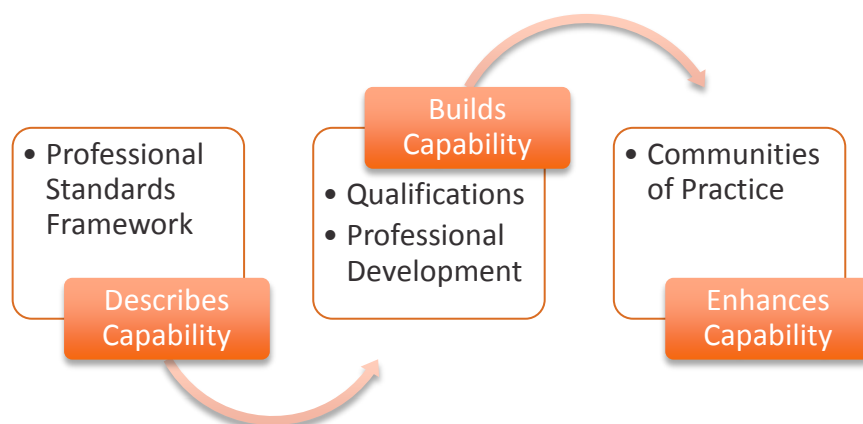 • Professional
Standards
Framework
Describes
Capability
Builds
Capability
• Qualifications
• Professional
Development
• Communities
of Practice
Enhances
Capability